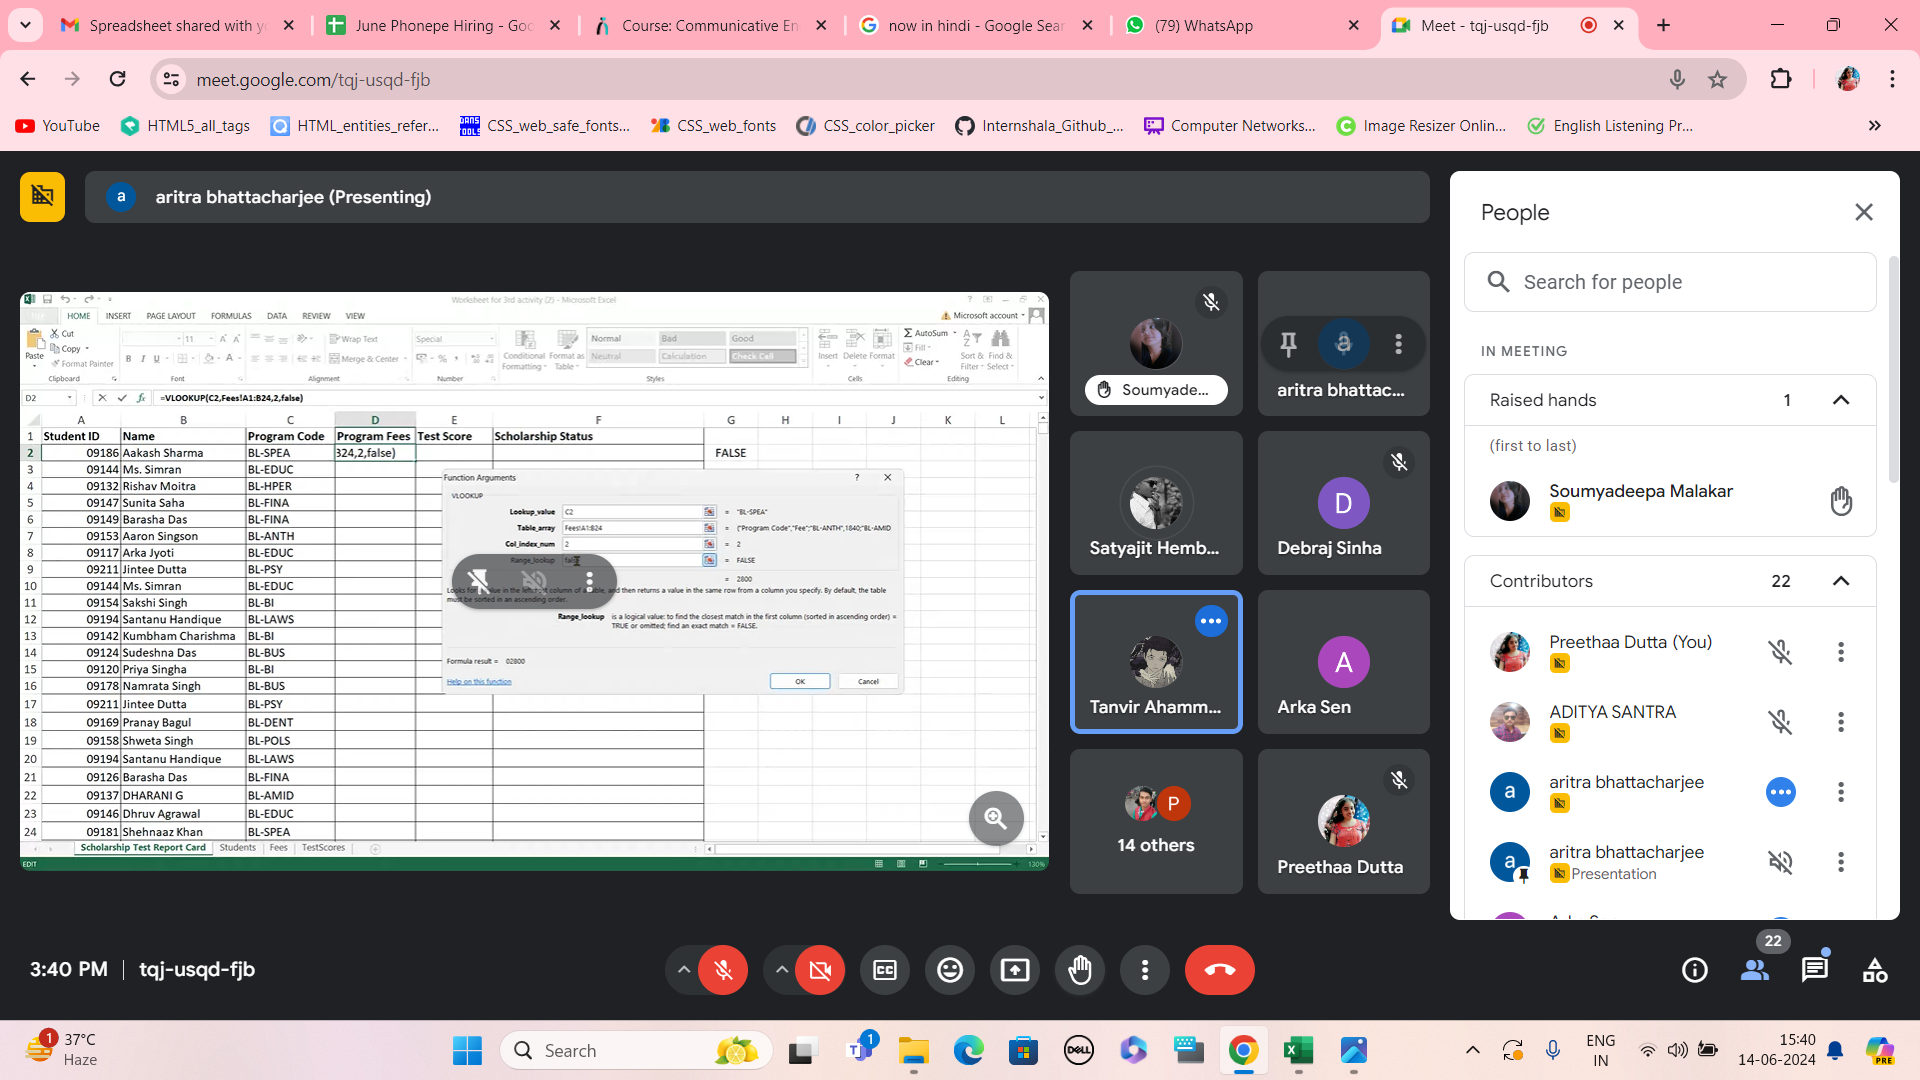 Spreadsheet shared with yo
June Phonepe Hiring - Goo
Course: Communicative En
now in hindi - Google Sear
(79) WhatsApp
Meet - tqj-usqd-fjb
meet.google.com/tqj-usqd-fjb
YouTube
HTML5_all_tags
HTML_entities_refer...
CSS_web_safe_fonts...
CSS_web_fonts
CSS_color_picker
Internshala_Github_...
Computer Networks...
Image Resizer Onlin...
English Listening Pr...
a aritra bhattacharjee (Presenting)
Worksheet for 3rd activity (2) - Microsoft Excel
HOME INSERT PAGE LAYOUT FORMULAS DATA REVIEW VIEW
Microsoft account
Paste
Cut
Copy
Format Painter
Clipboard
11
B I U
Font
Wrap Text
Merge & Center
Alignment
Special
Number
Conditional Formatting
Format as Table
Normal Bad Good
Neutral Calculation Check Cell
Styles
Insert Delete Format
Cells
AutoSum
Fill
Clear
Sort & Filter
Find & Select
Editing
D2 =VLOOKUP(C2,Fees!A1:B24,2,false)
A B C D E F G H I J K L
1 Student ID Name Program Code Program Fees Test Score Scholarship Status
2 09186 Aakash Sharma BL-SPEA 324,2,false) FALSE
3 09144 Ms. Simran BL-EDUC
4 09132 Rishav Moitra BL-HPER
5 09147 Sunita Saha BL-FINA
6 09149 Barasha Das BL-FINA
7 09153 Aaron Singson BL-ANTH
8 09117 Arka Jyoti BL-EDUC
9 09211 Jintee Dutta BL-PSY
10 09144 Ms. Simran BL-EDUC
11 09154 Sakshi Singh BL-BI
12 09194 Santanu Handique BL-LAWS
13 09142 Kumbham Charishma BL-BI
14 09124 Sudeshna Das BL-BUS
15 09120 Priya Singha BL-BI
16 09178 Namrata Singh BL-BUS
17 09211 Jintee Dutta BL-PSY
18 09169 Pranay Bagul BL-DENT
19 09158 Shweta Singh BL-POLS
20 09194 Santanu Handique BL-LAWS
21 09126 Barasha Das BL-FINA
22 09137 DHARANI G BL-AMID
23 09146 Dhruv Agrawal BL-EDUC
24 09181 Shehnaaz Khan BL-SPEA
Function Arguments
VLOOKUP
Lookup_value C2 = "BL-SPEA"
Table_array Fees!A1:B24 = {"Program Code","Fee";"BL-ANTH",1840;"BL-AMID
Col_index_num 2 = 2
Range_lookup = FALSE
= 2800
value in the leftmost column of a table, and then returns a value in the same row from a column you specify. By default, the table
must be sorted in an ascending order.
Range_lookup is a logical value: to find the closest match in the first column (sorted in ascending order) =
TRUE or omitted; find an exact match = FALSE.
Formula result = 02800
Help on this function
OK Cancel
Scholarship Test Report Card Students Fees TestScores
EDIT
130%
Soumyade...
a
aritra bhattac...
Satyajit Hemb...
D
Debraj Sinha
Tanvir Ahamm...
A
Arka Sen
P
14 others
Preethaa Dutta
People
Search for people
IN MEETING
Raised hands 1
(first to last)
Soumyadeepa Malakar
Contributors 22
Preethaa Dutta (You)
ADITYA SANTRA
a aritra bhattacharjee
a aritra bhattacharjee
Presentation
3:40 PM tqj-usqd-fjb
CC
22
1
37°C
Haze
Search
1
DELL
ENG
IN
15:40
14-06-2024
PRE